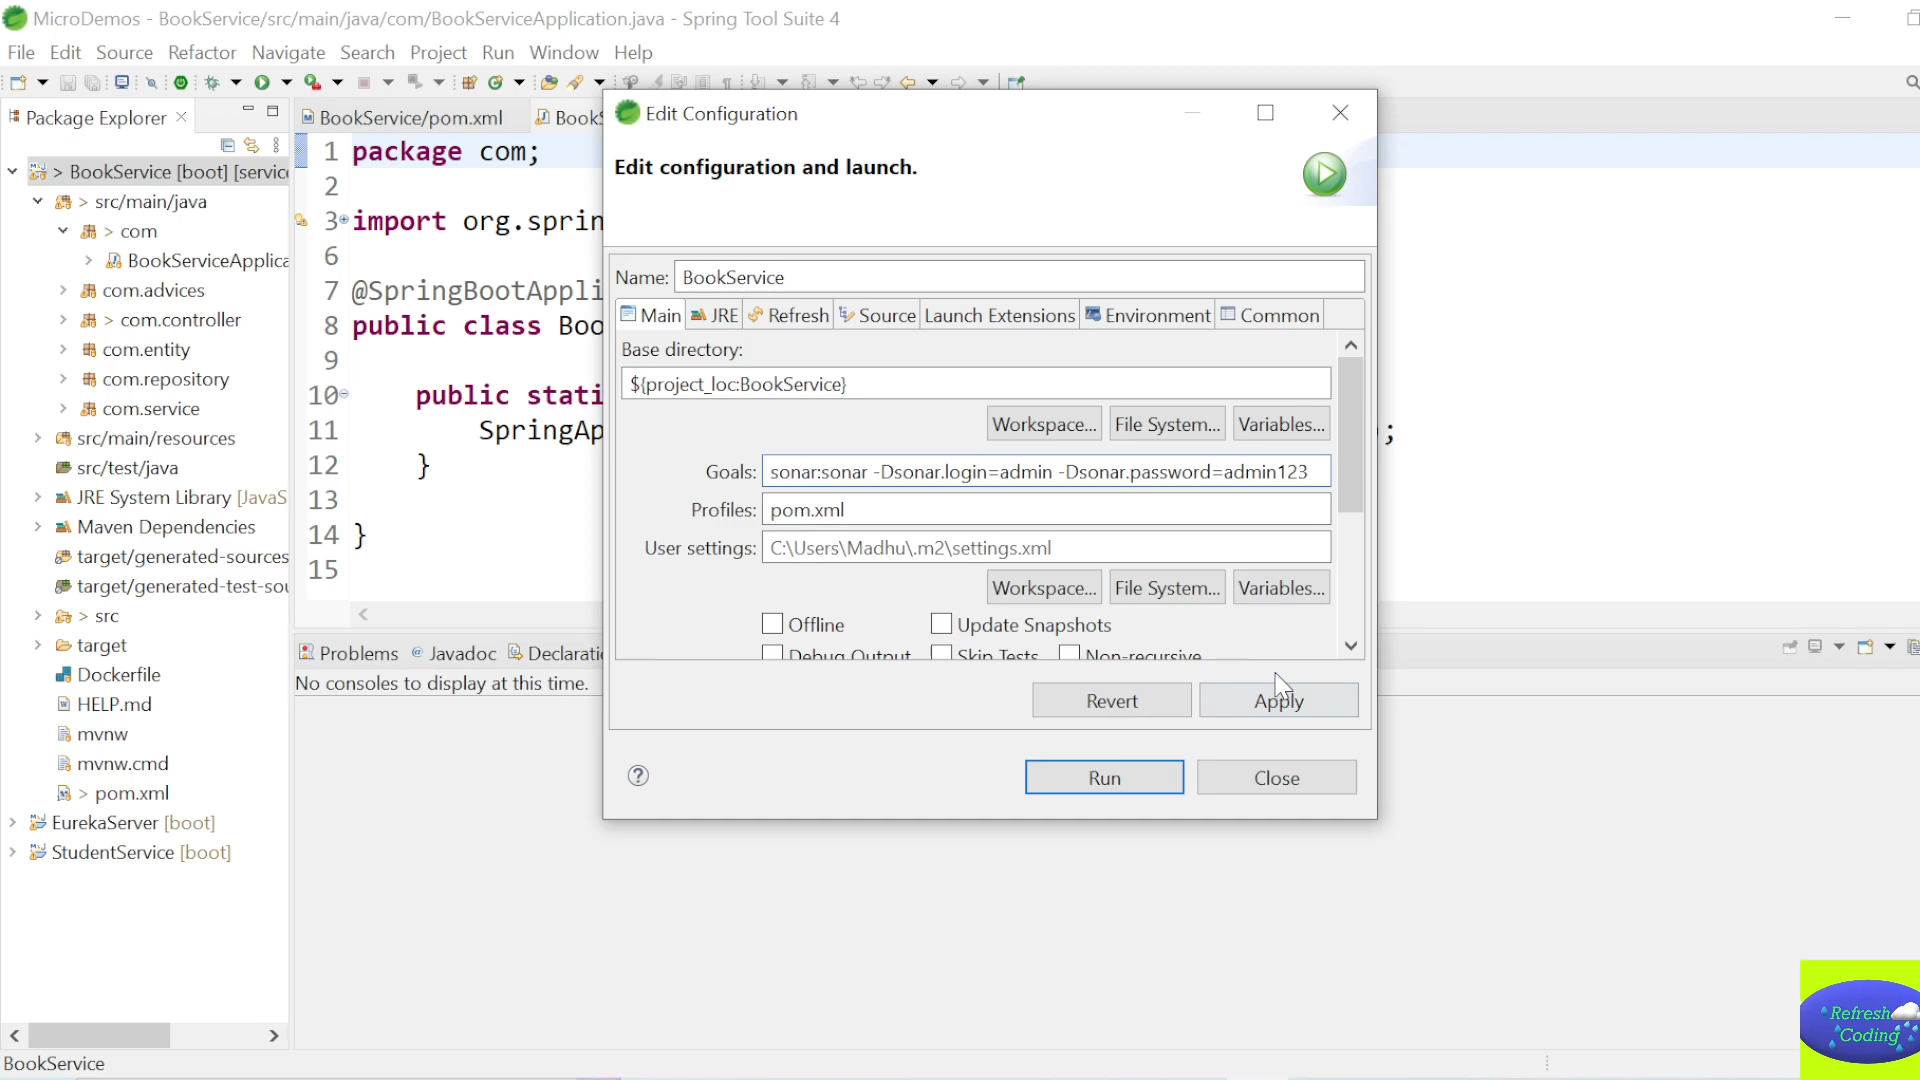 MicroDemos - BookService/src/main/java/com/BookServiceApplication.java - Spring Tool Suite 4
File Edit Source Refactor Navigate Search Project Run Window Help
Package Explorer
> BookService [boot] [servic
> src/main/java
> com
BookServiceApplica
com.advices
> com.controller
com.entity
com.repository
com.service
src/main/resources
src/test/java
JRE System Library [JavaS
Maven Dependencies
target/generated-sources
target/generated-test-sou
> src
target
Dockerfile
HELP.md
mvnw
mvnw.cmd
> pom.xml
EurekaServer [boot]
StudentService [boot]
BookService
BookService/pom.xml
BookS
1 package com;
2
3 import org.sprin
6
7 @SpringBootAppli
8 public class Boo
9
10 public stati
11 SpringAp ;
12 }
13
14 }
15
Problems Javadoc Declaratio
No consoles to display at this time.
Edit Configuration
Edit configuration and launch.
Name: BookService
Main JRE Refresh Source Launch Extensions Environment Common
Base directory:
${project_loc:BookService}
Workspace... File System... Variables...
Goals: sonar:sonar -Dsonar.login=admin -Dsonar.password=admin123
Profiles: pom.xml
User settings: C:\Users\Madhu\.m2\settings.xml
Workspace... File System... Variables...
Offline Update Snapshots
Debug Output Skip Tests Non-recursive
Revert Apply
Run Close
Refresh
Coding